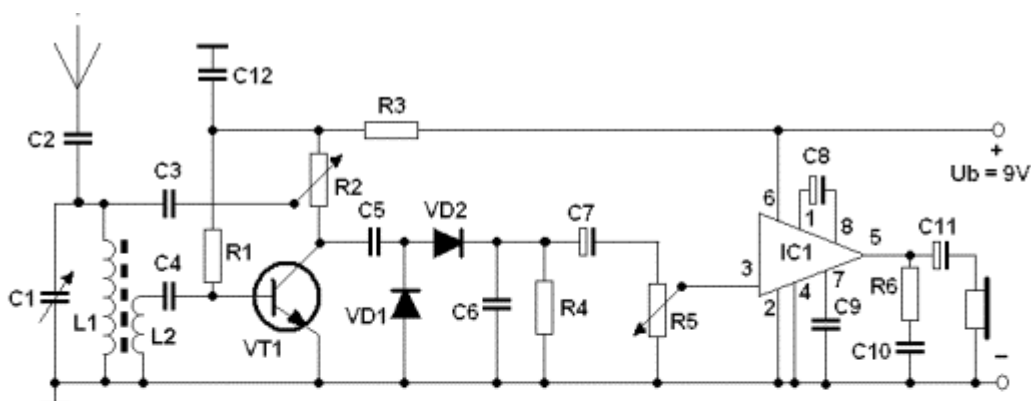 C12
R3
C2
C8
+
Ub = 9V
C3
R2
6
1
8
C5
VD2
C7
C11
IC1
5
R1
C4
3
7
R6
C1
L1
L2
VD1
C6
R4
R5
2
4
C9
VT1
C10
–